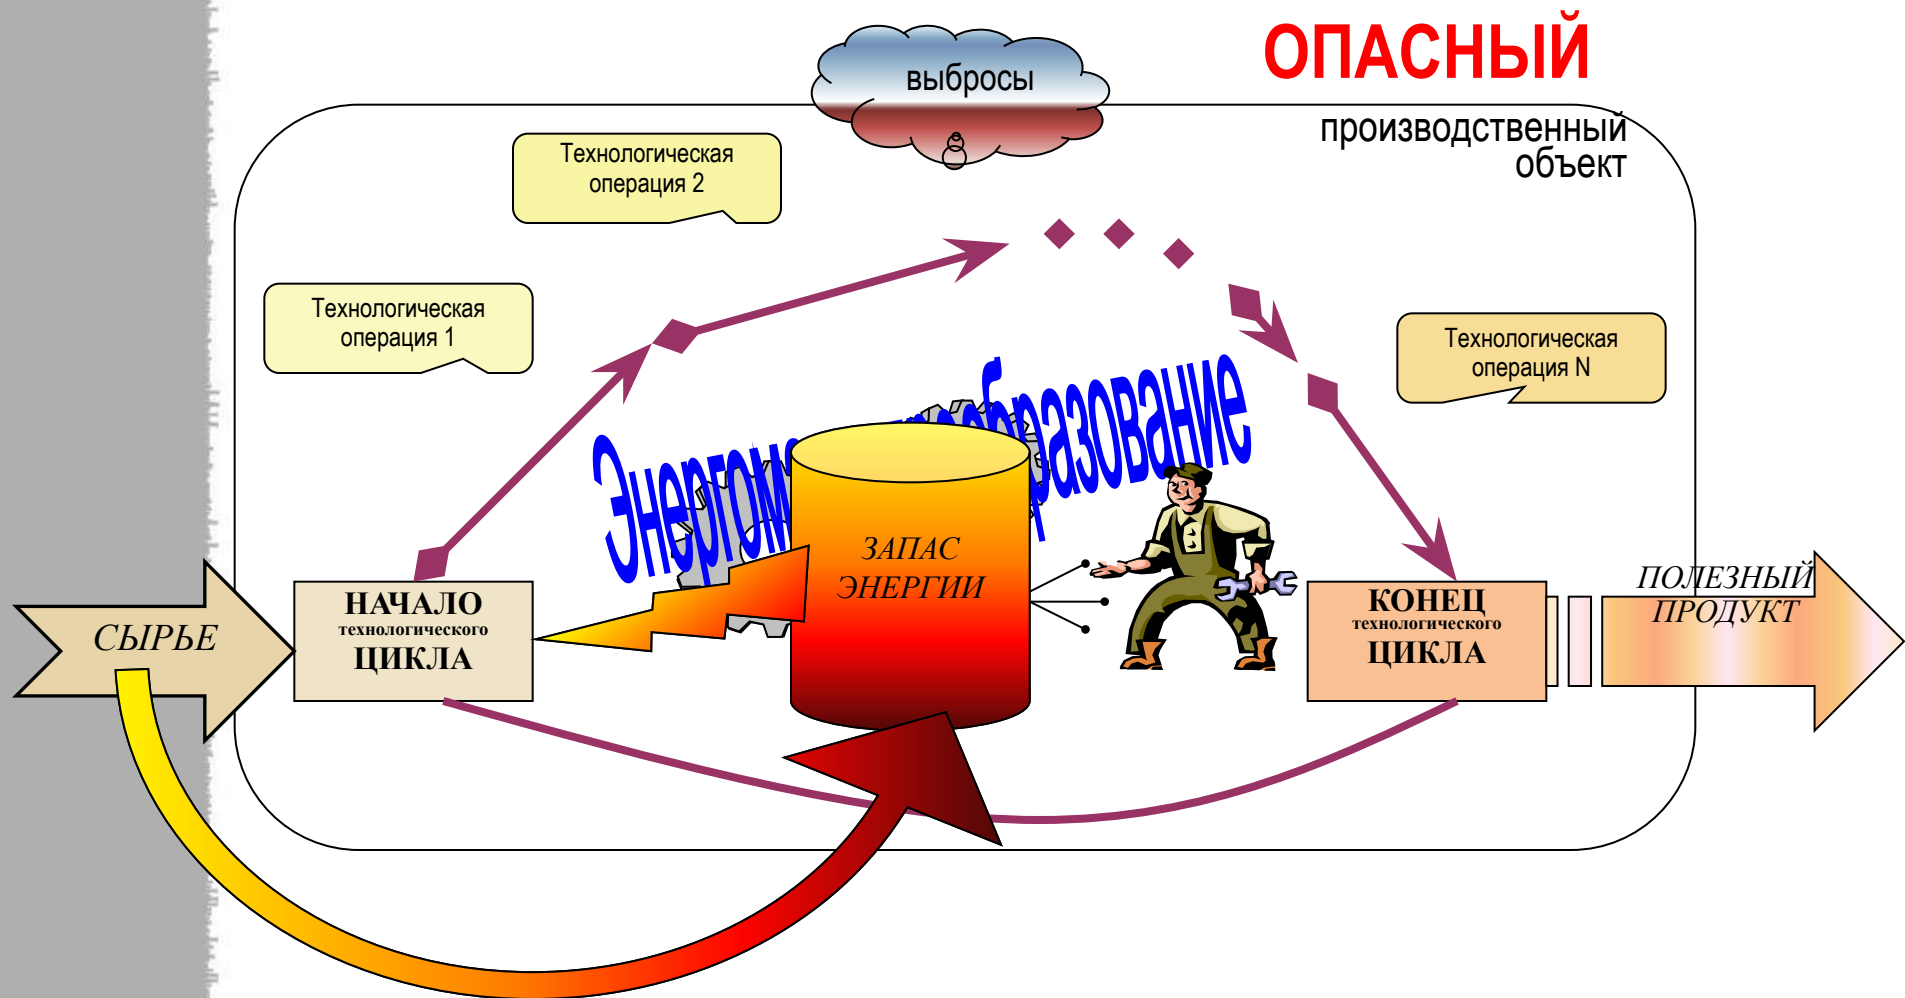 ОПАСНЫЙ
производственный
объект
выбросы
Технологическая
операция 2
Технологическая
операция 1
Технологическая
операция N
ЗАПАС
ЭНЕРГИИ
СЫРЬЕ
НАЧАЛО
технологического
ЦИКЛА
КОНЕЦ
технологического
ЦИКЛА
ПОЛЕЗНЫЙ
ПРОДУКТ